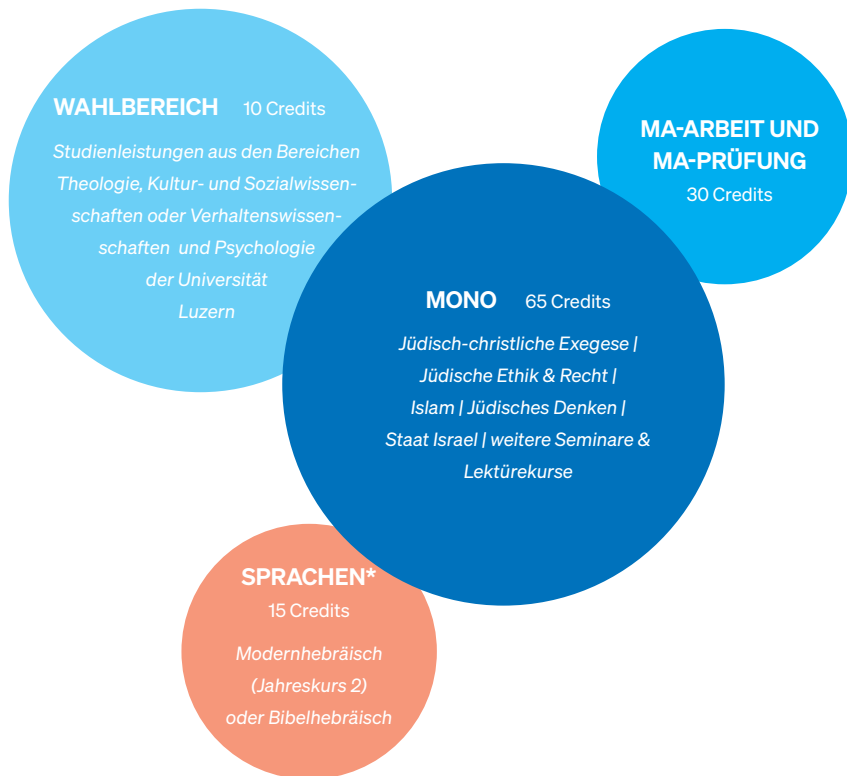 WAHLBEREICH 10 Credits
Studienleistungen aus den Bereichen
Theologie, Kultur- und Sozialwissen-
schaften oder Verhaltenswissen-
schaften und Psychologie
der Universität
Luzern
MA-ARBEIT UND
MA-PRÜFUNG
30 Credits
MONO 65 Credits
Jüdisch-christliche Exegese |
Jüdische Ethik & Recht |
Islam | Jüdisches Denken |
Staat Israel | weitere Seminare &
Lektürekurse
SPRACHEN*
15 Credits
Modernhebräisch
(Jahreskurs 2)
oder Bibelhebräisch